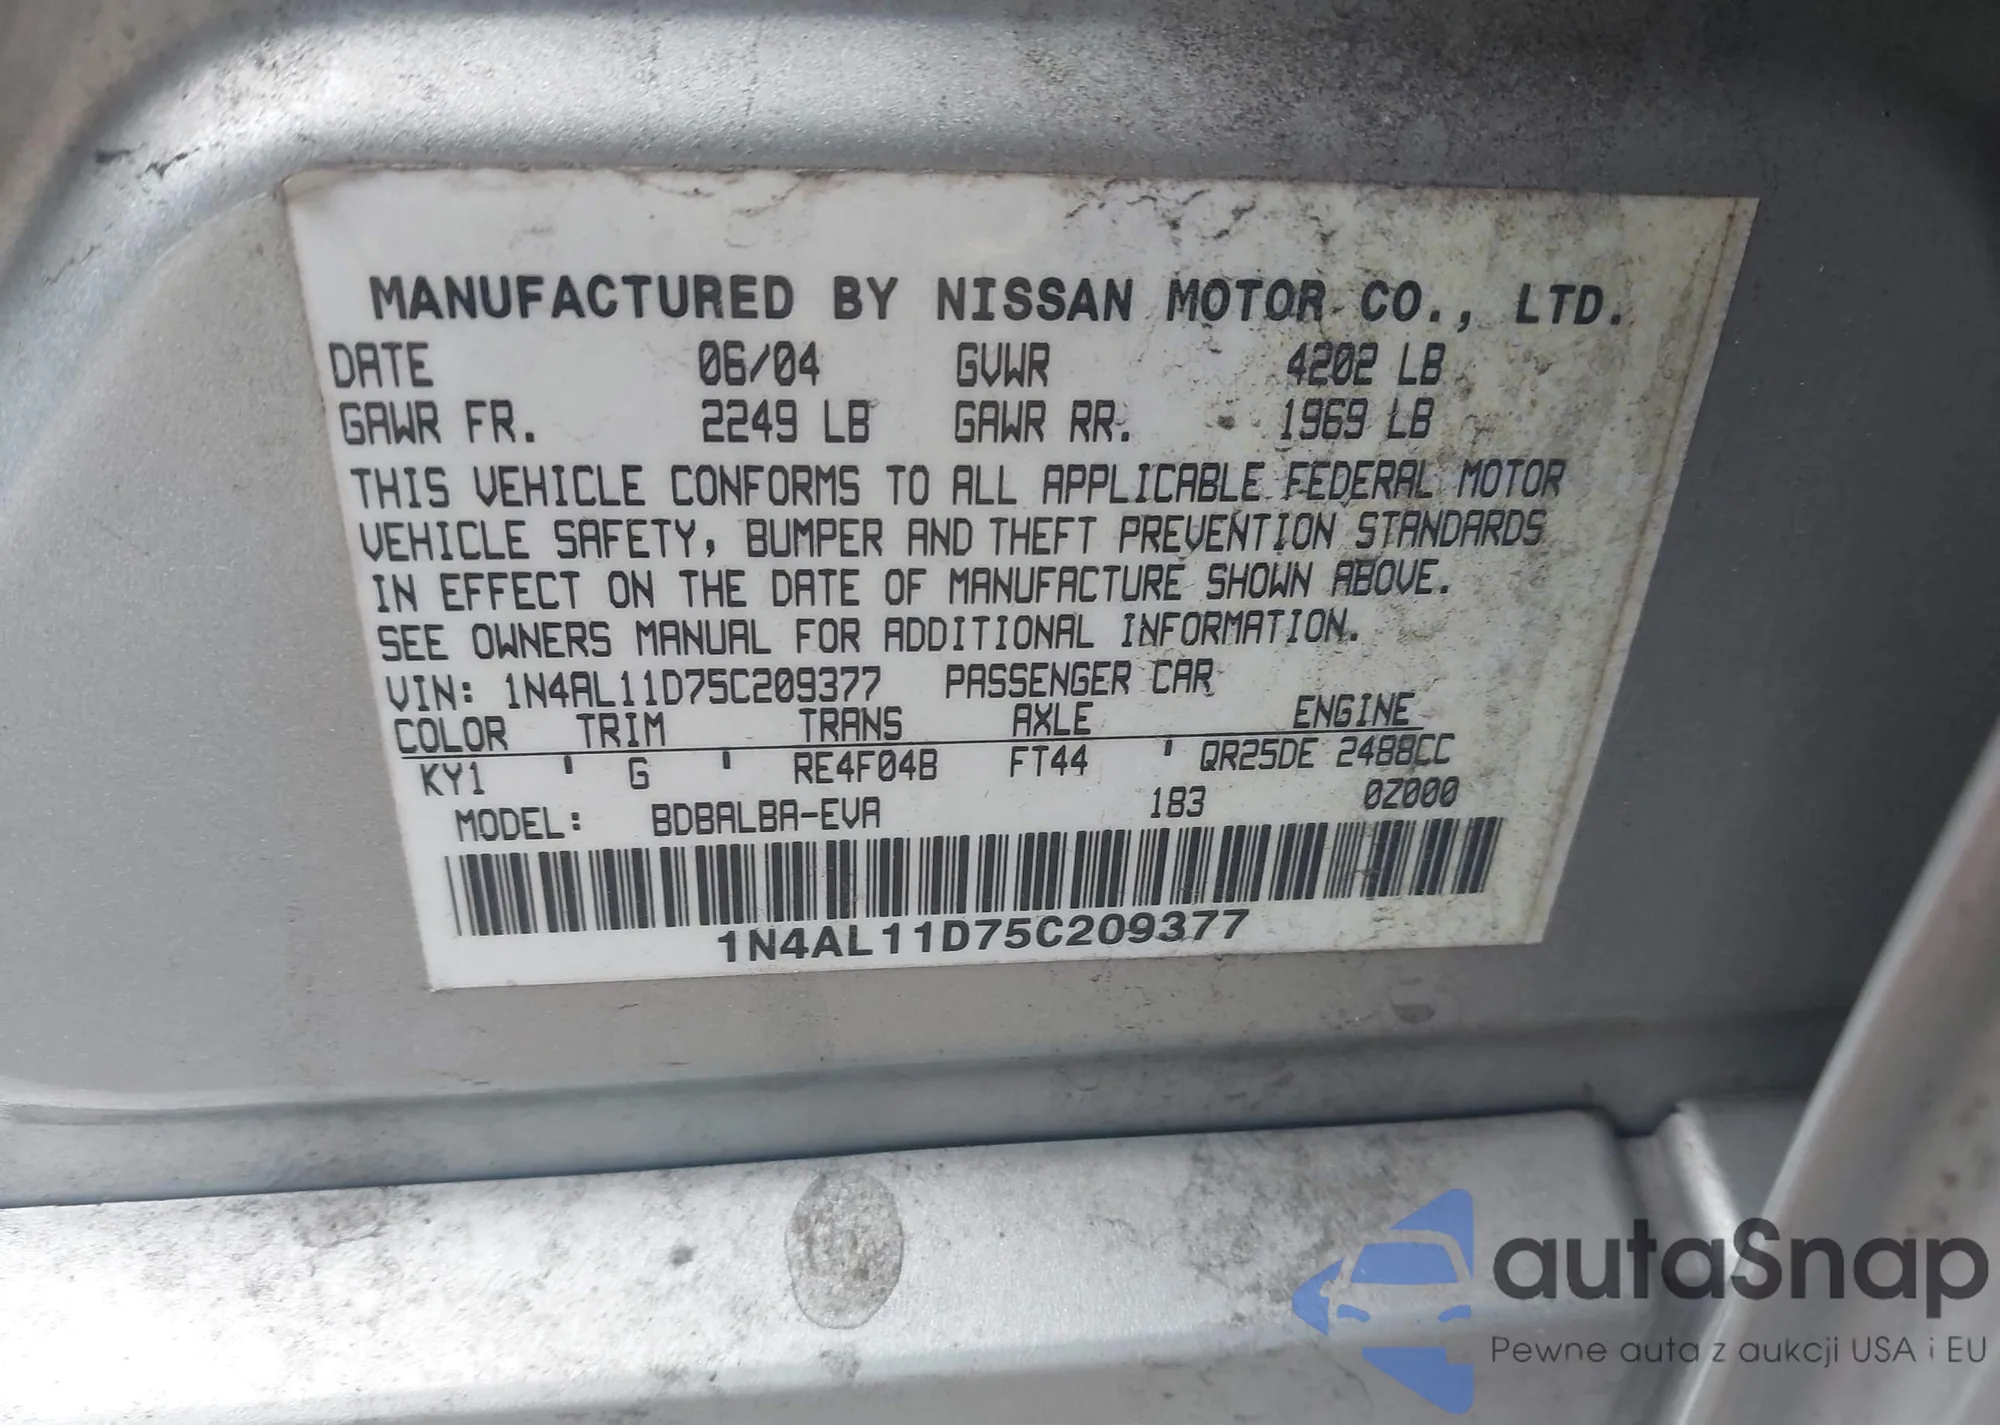 MANUFACTURED BY NISSAN MOTOR CO., LTD.
DATE 06/04 GVWR 4202 LB
GAWR FR. 2249 LB GAWR RR. 1969 LB
THIS VEHICLE CONFORMS TO ALL APPLICABLE FEDERAL MOTOR
VEHICLE SAFETY, BUMPER AND THEFT PREVENTION STANDARDS
IN EFFECT ON THE DATE OF MANUFACTURE SHOWN ABOVE.
SEE OWNERS MANUAL FOR ADDITIONAL INFORMATION.
VIN: 1N4AL11D75C209377 PASSENGER CAR
COLOR TRIM TRANS AXLE ENGINE
KY1 ' G ' RE4F04B FT44 ' QR25DE 2488CC
MODEL: BDBALBA-EVA 183 0Z000
1N4AL11D75C209377
autaSnap
Pewne auta z aukcji USA i EU